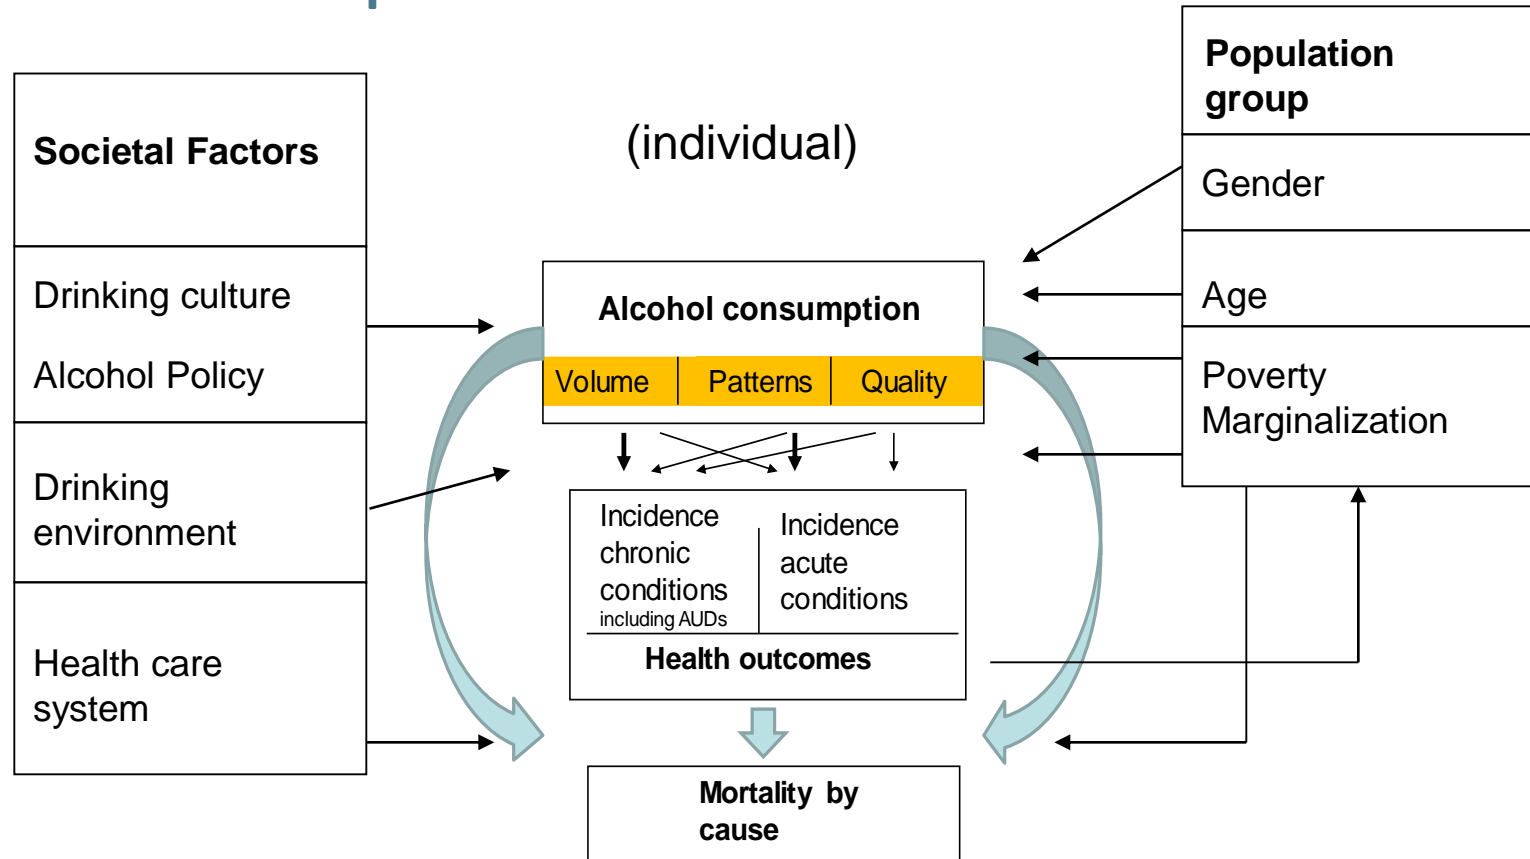 Societal Factors
Drinking culture
Alcohol Policy
Drinking
environment
Health care
system
(individual)
Alcohol consumption
Volume
Patterns
Quality
Incidence
chronic
conditions
including AUDs
Incidence
acute
conditions
Health outcomes
Mortality by
cause
Population
group
Gender
Age
Poverty
Marginalization